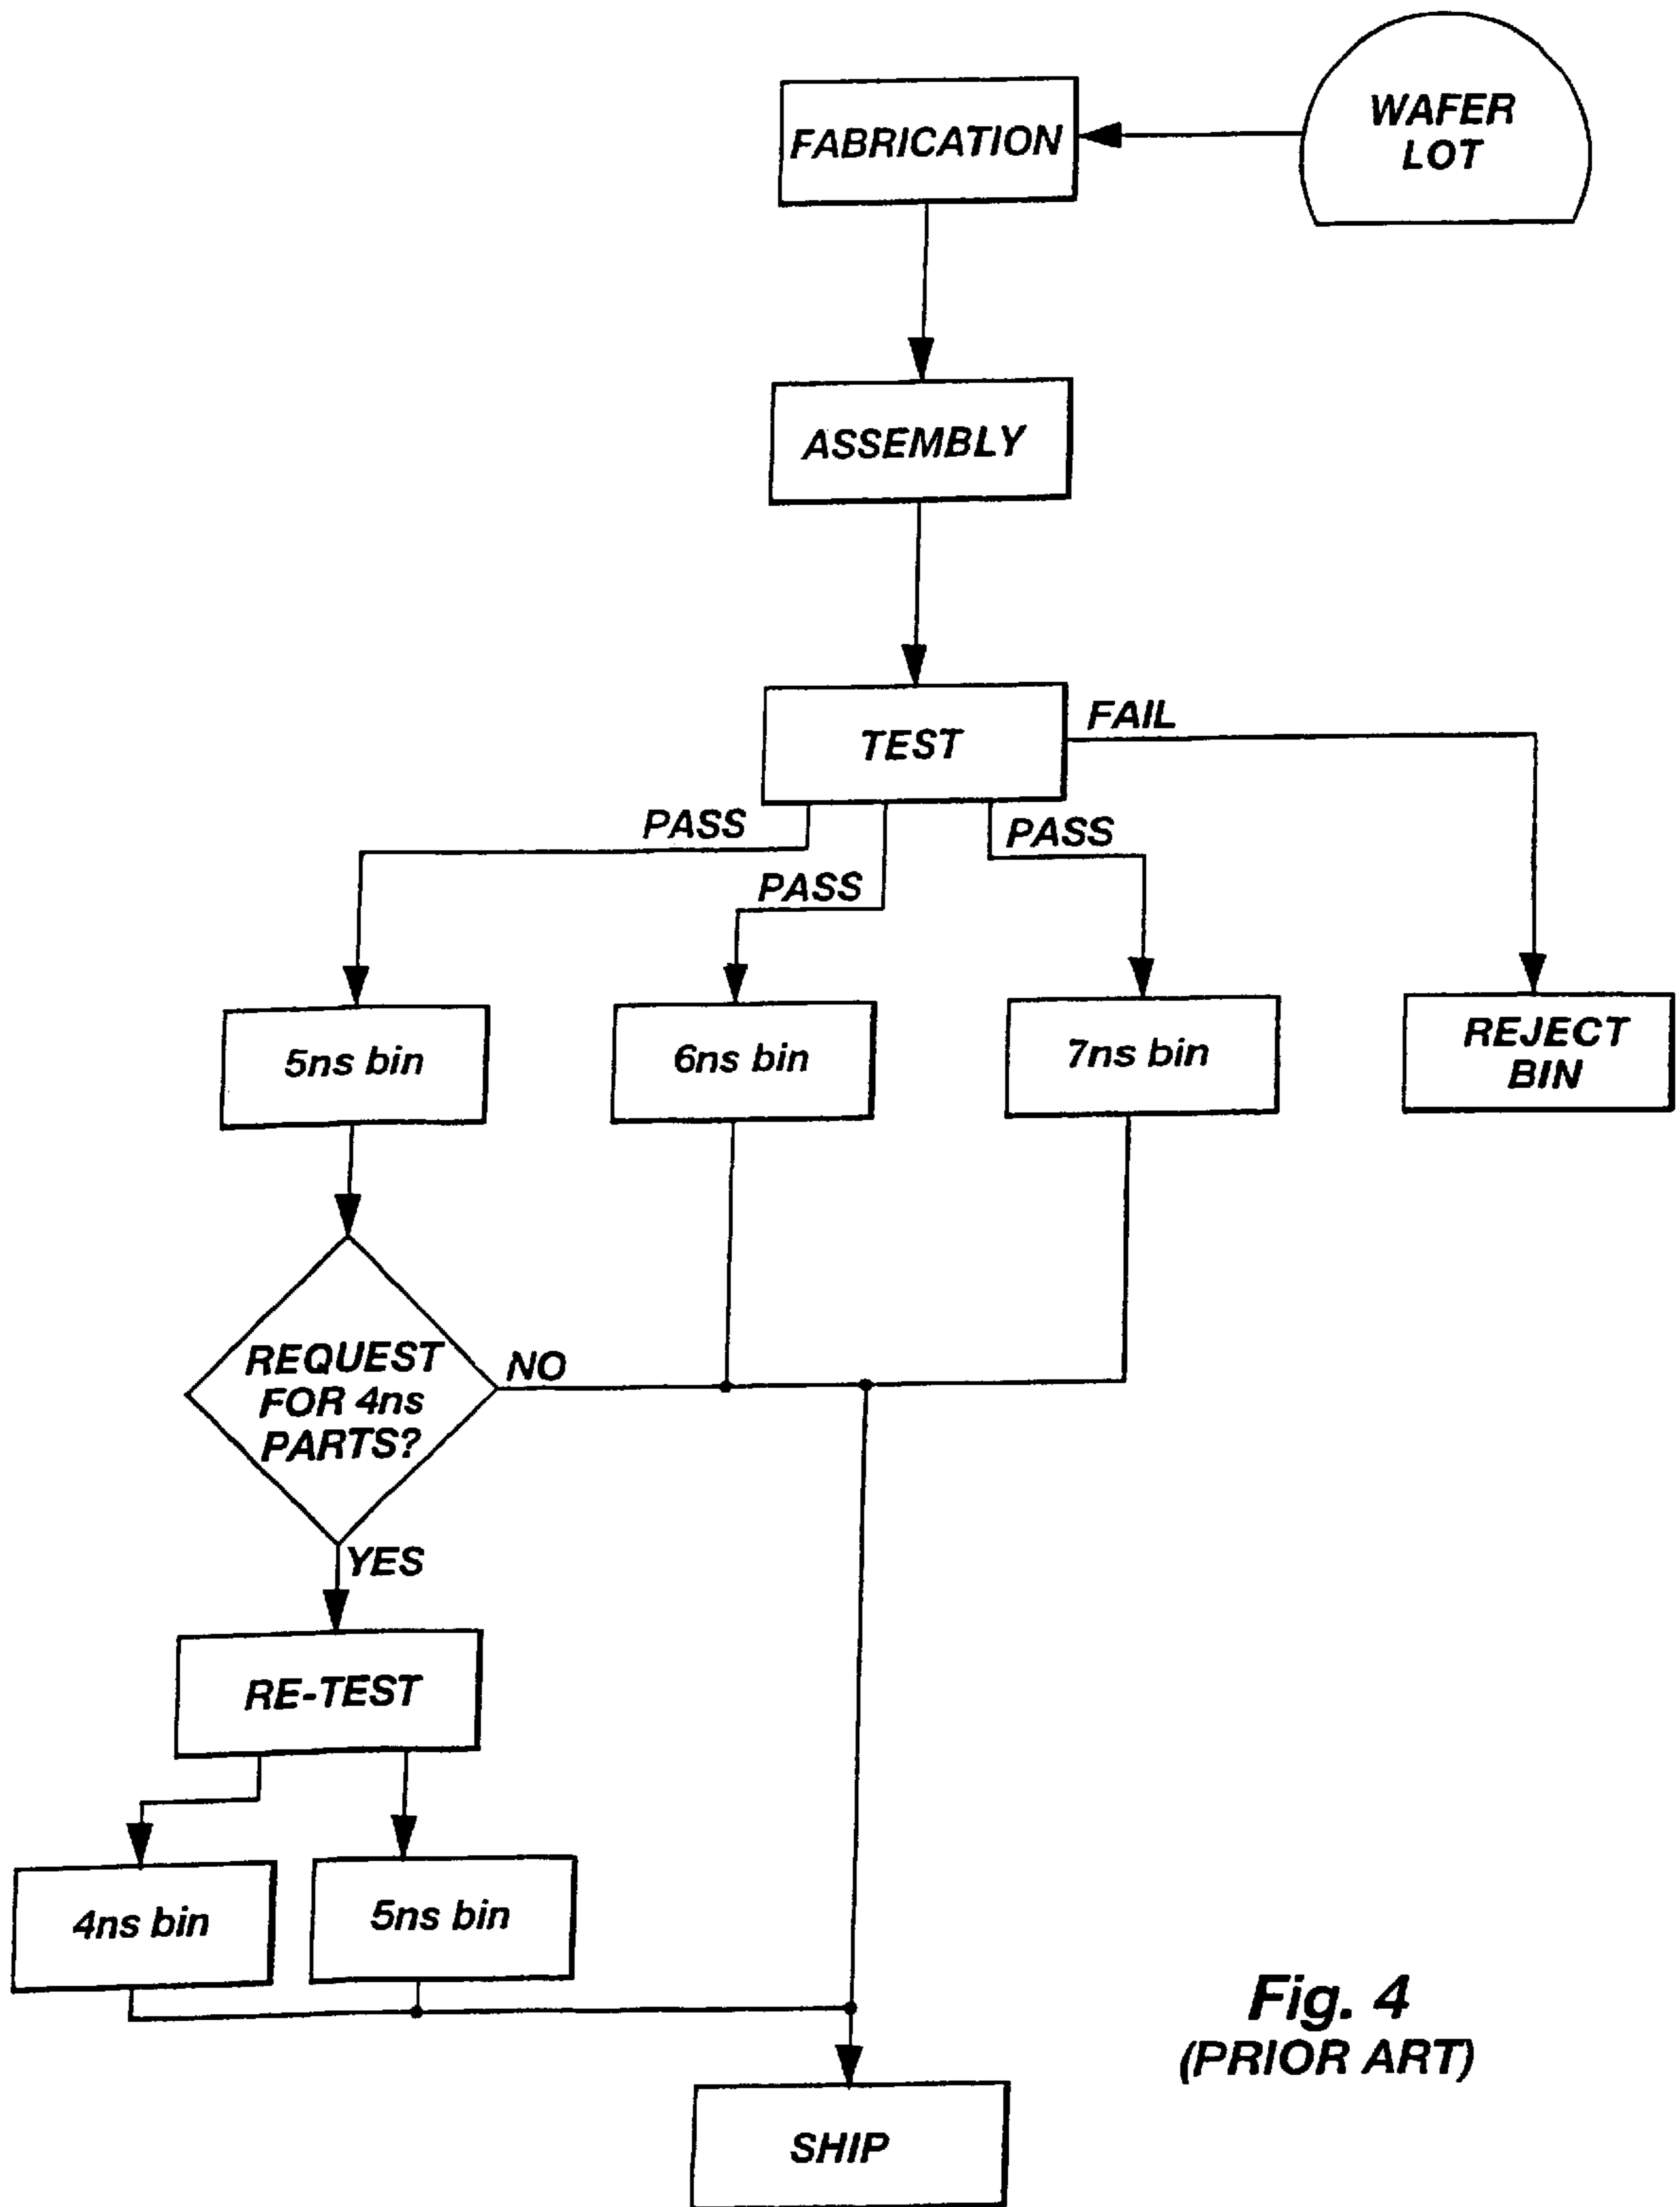 WAFER
LOT
FABRICATION
ASSEMBLY
TEST
FAIL
PASS
PASS
PASS
5ns bin
6ns bin
7ns bin
REJECT
BIN
REQUEST
FOR 4ns
PARTS?
NO
YES
RE-TEST
4ns bin
5ns bin
SHIP
Fig. 4
(PRIOR ART)